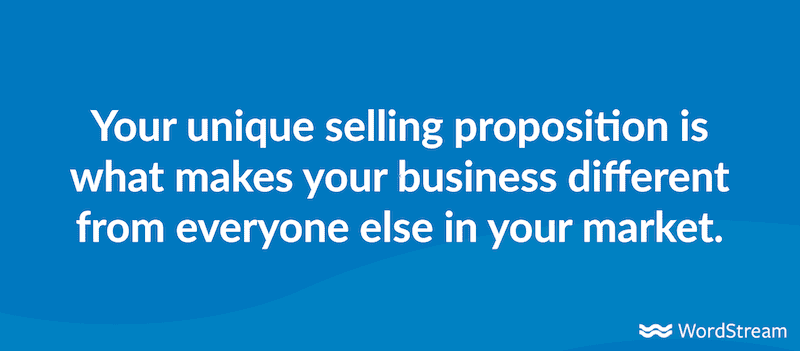 Your unique selling proposition is
what makes your business different
from everyone else in your market.
WordStream